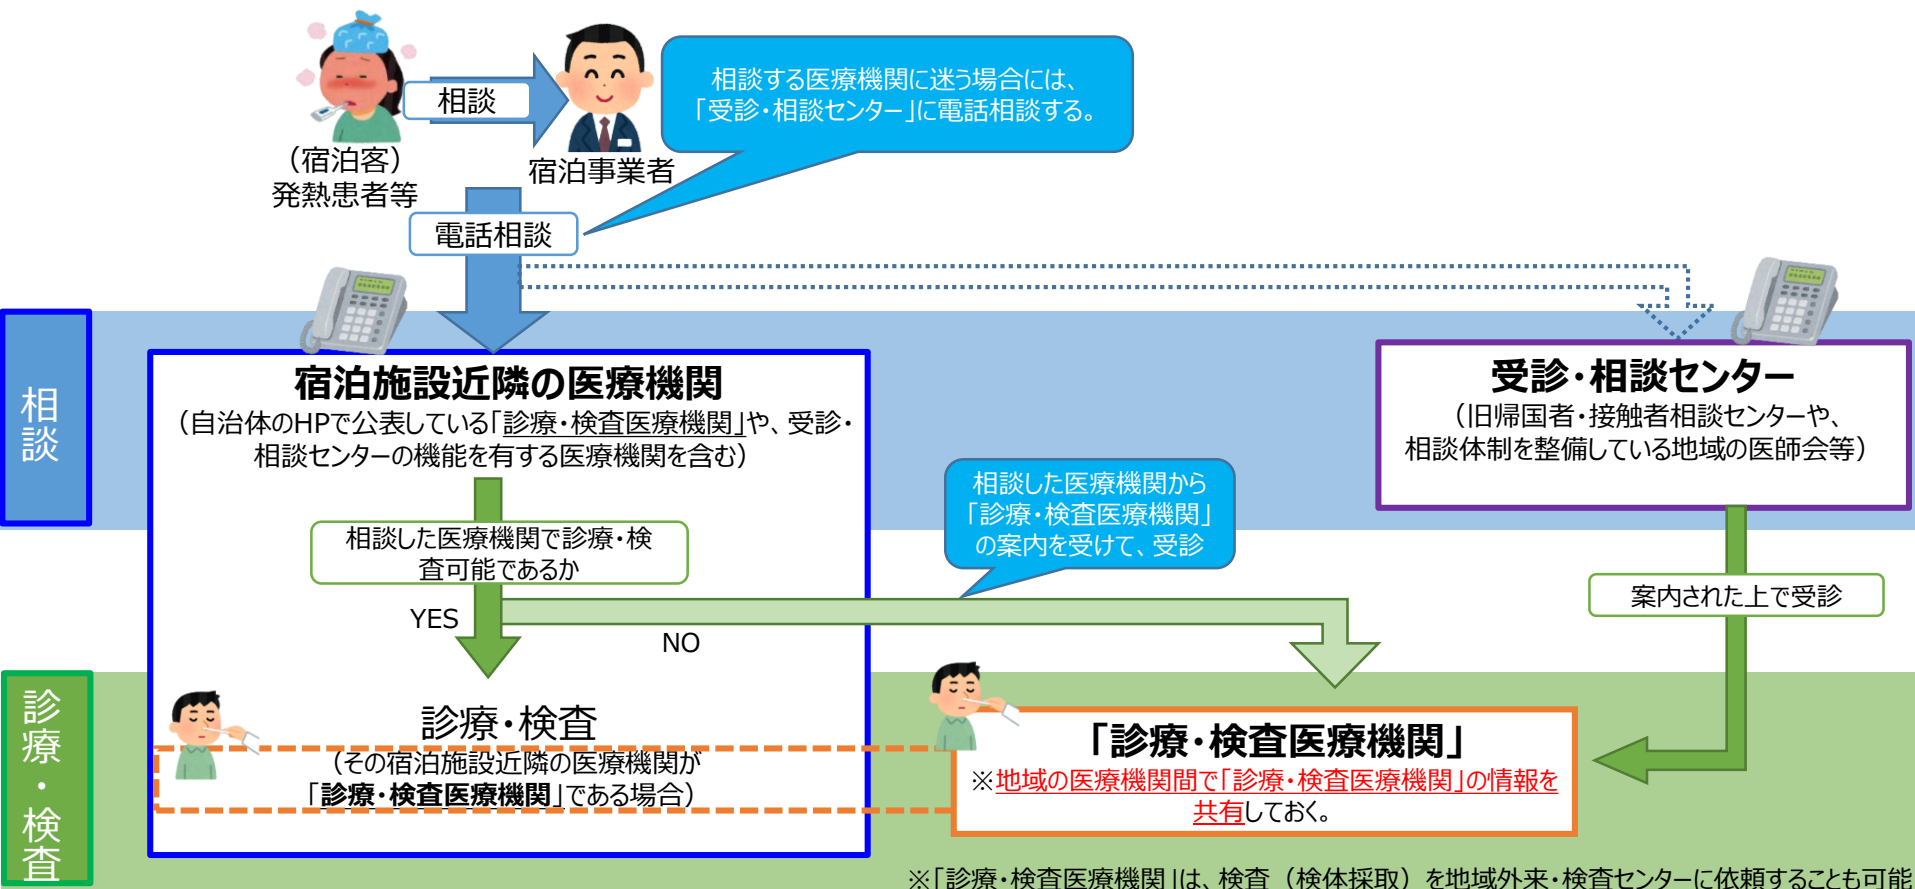 相談
相談する医療機関に迷う場合には、
「受診・相談センター」に電話相談する。
（宿泊客）
発熱患者等
宿泊事業者
電話相談
相談
宿泊施設近隣の医療機関
（自治体のHPで公表している「診療・検査医療機関」や、受診・
相談センターの機能を有する医療機関を含む）
受診・相談センター
（旧帰国者・接触者相談センターや、
相談体制を整備している地域の医師会等）
相談した医療機関から
「診療・検査医療機関」
の案内を受けて、受診
相談した医療機関で診療・検
査可能であるか
案内された上で受診
YES
NO
診療・検査
診療・検査
（その宿泊施設近隣の医療機関が
「診療・検査医療機関」である場合）
「診療・検査医療機関」
※地域の医療機関間で「診療・検査医療機関」の情報を
共有しておく。
※「診療・検査医療機関」は、検査（検体採取）を地域外来・検査センターに依頼することも可能